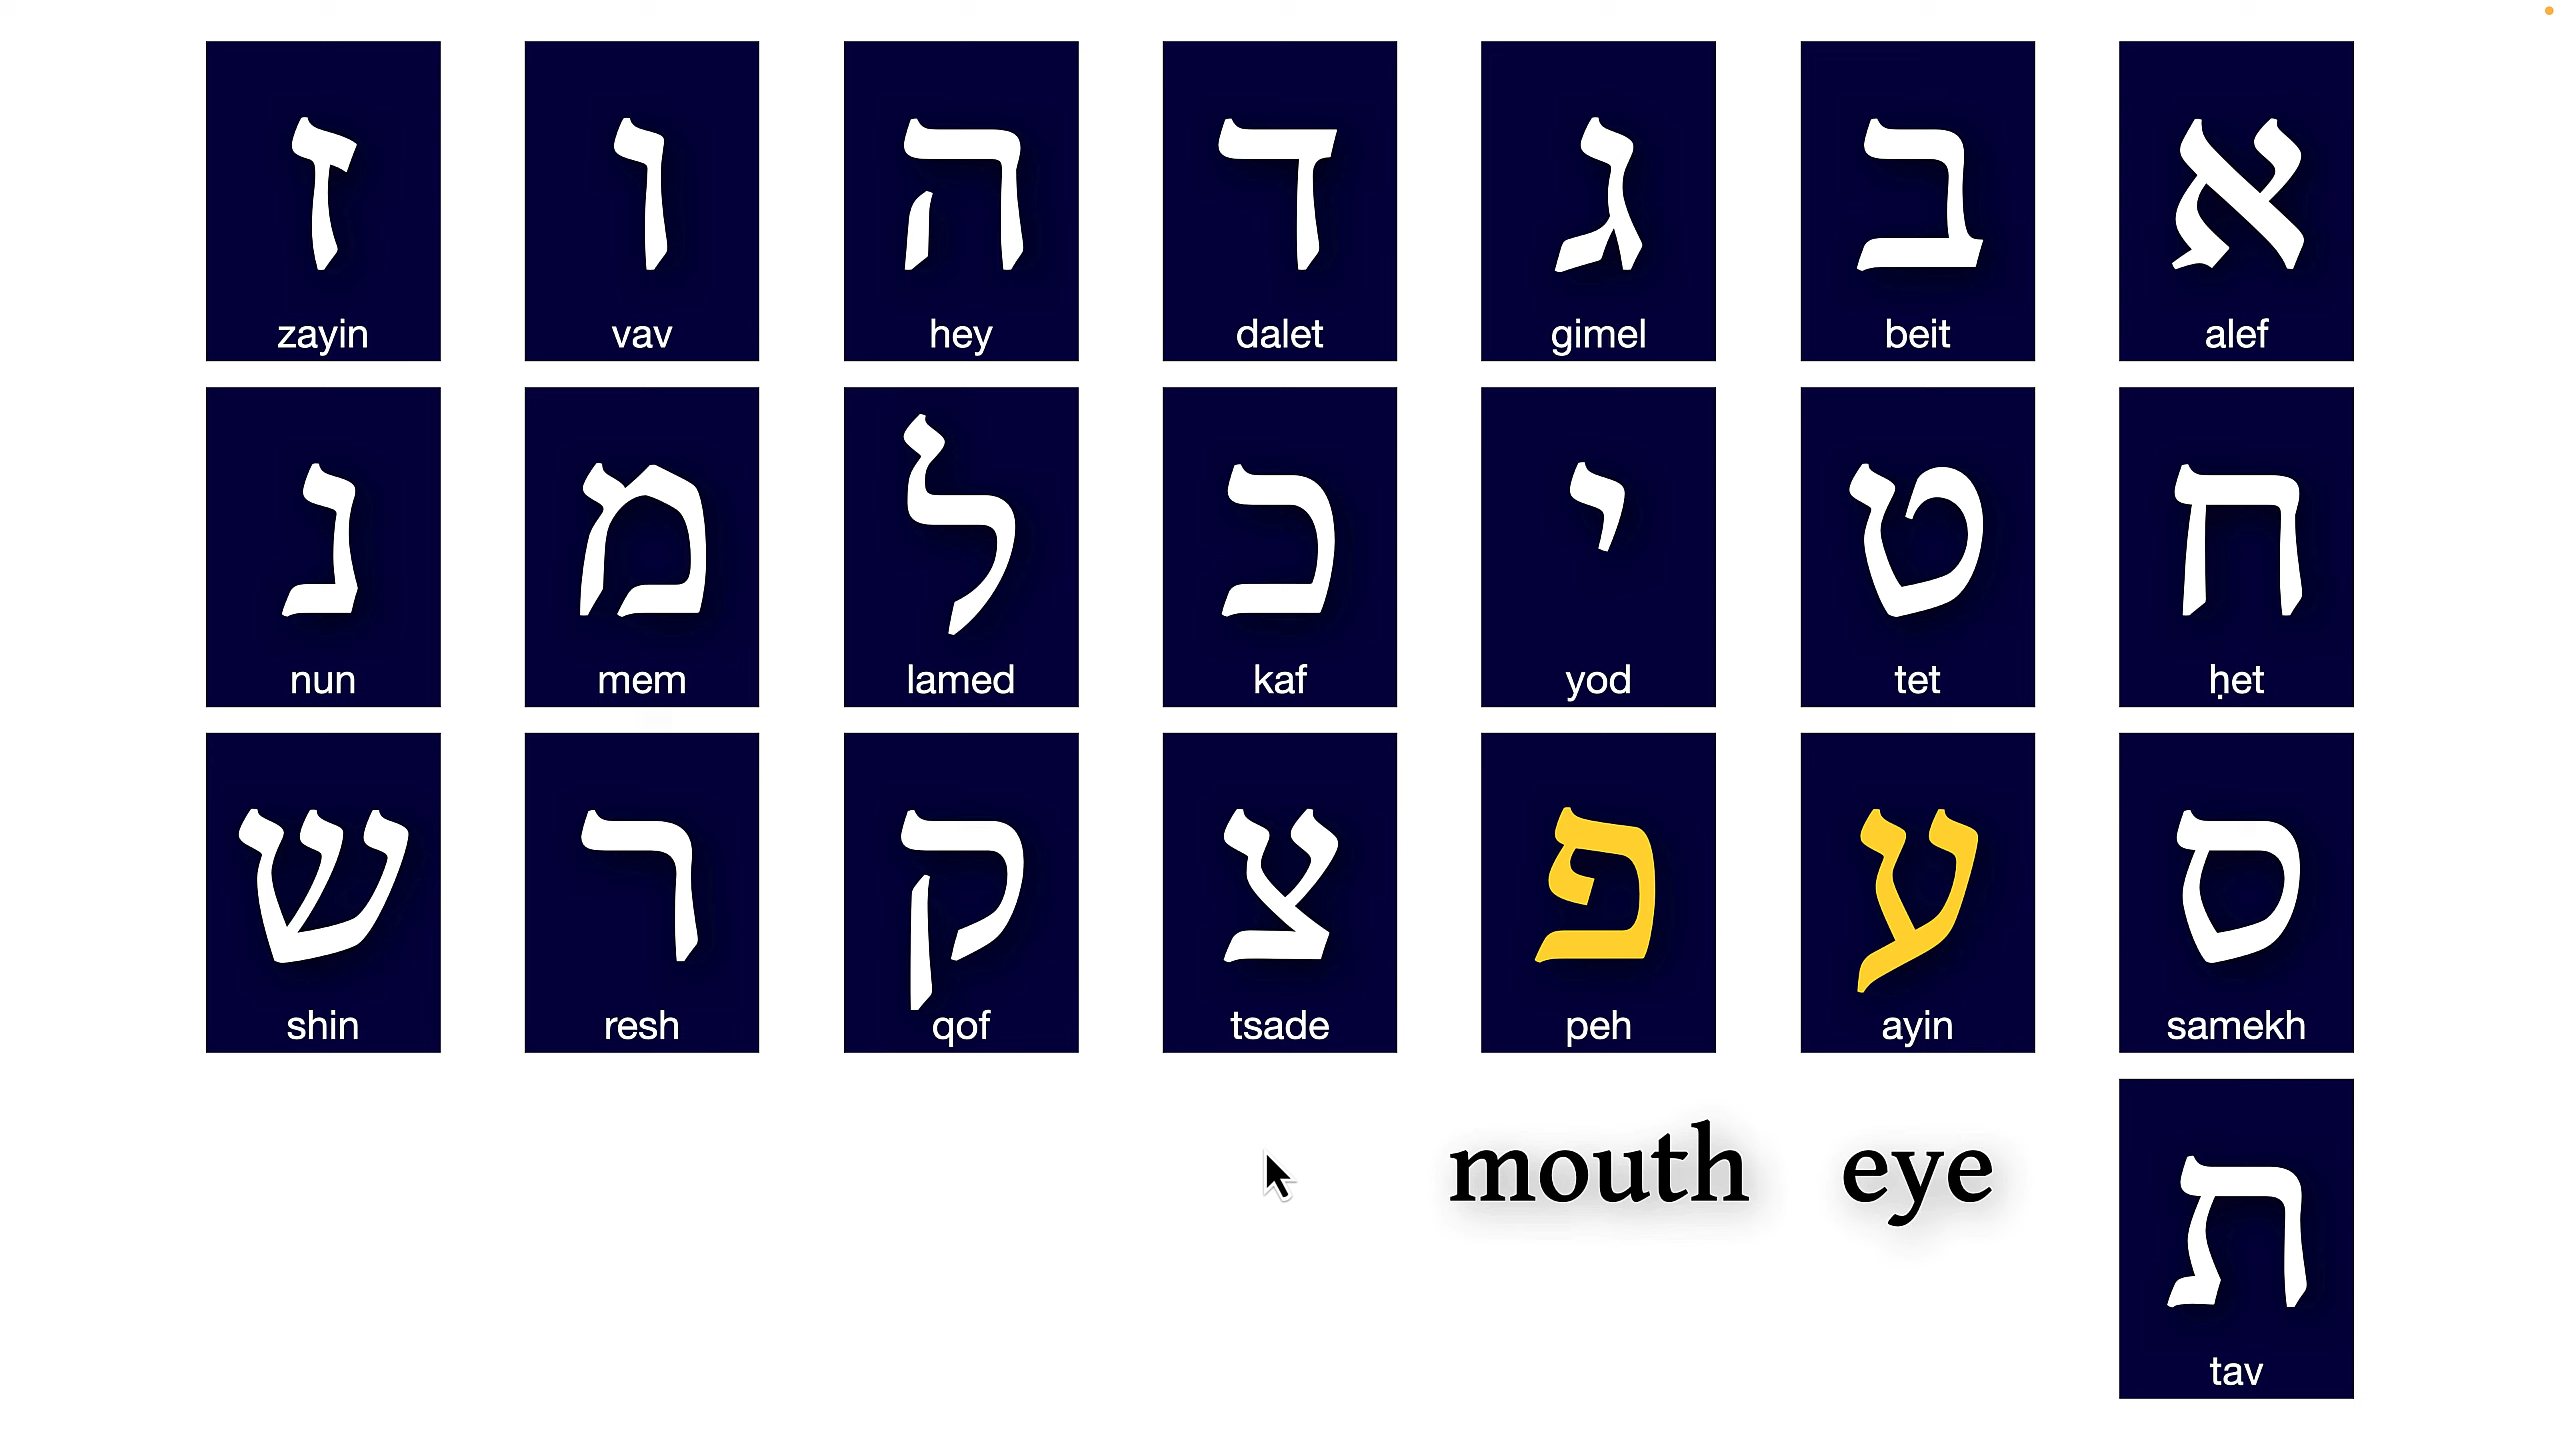 א ב ג ד ה ו ז
alef beit gimel dalet hey vav zayin
ח ט י כ ל מ נ
ḥet tet yod kaf lamed mem nun
ס ע פ צ ק ר ש
samekh ayin peh tsade qof resh shin
mouth eye
ת
tav